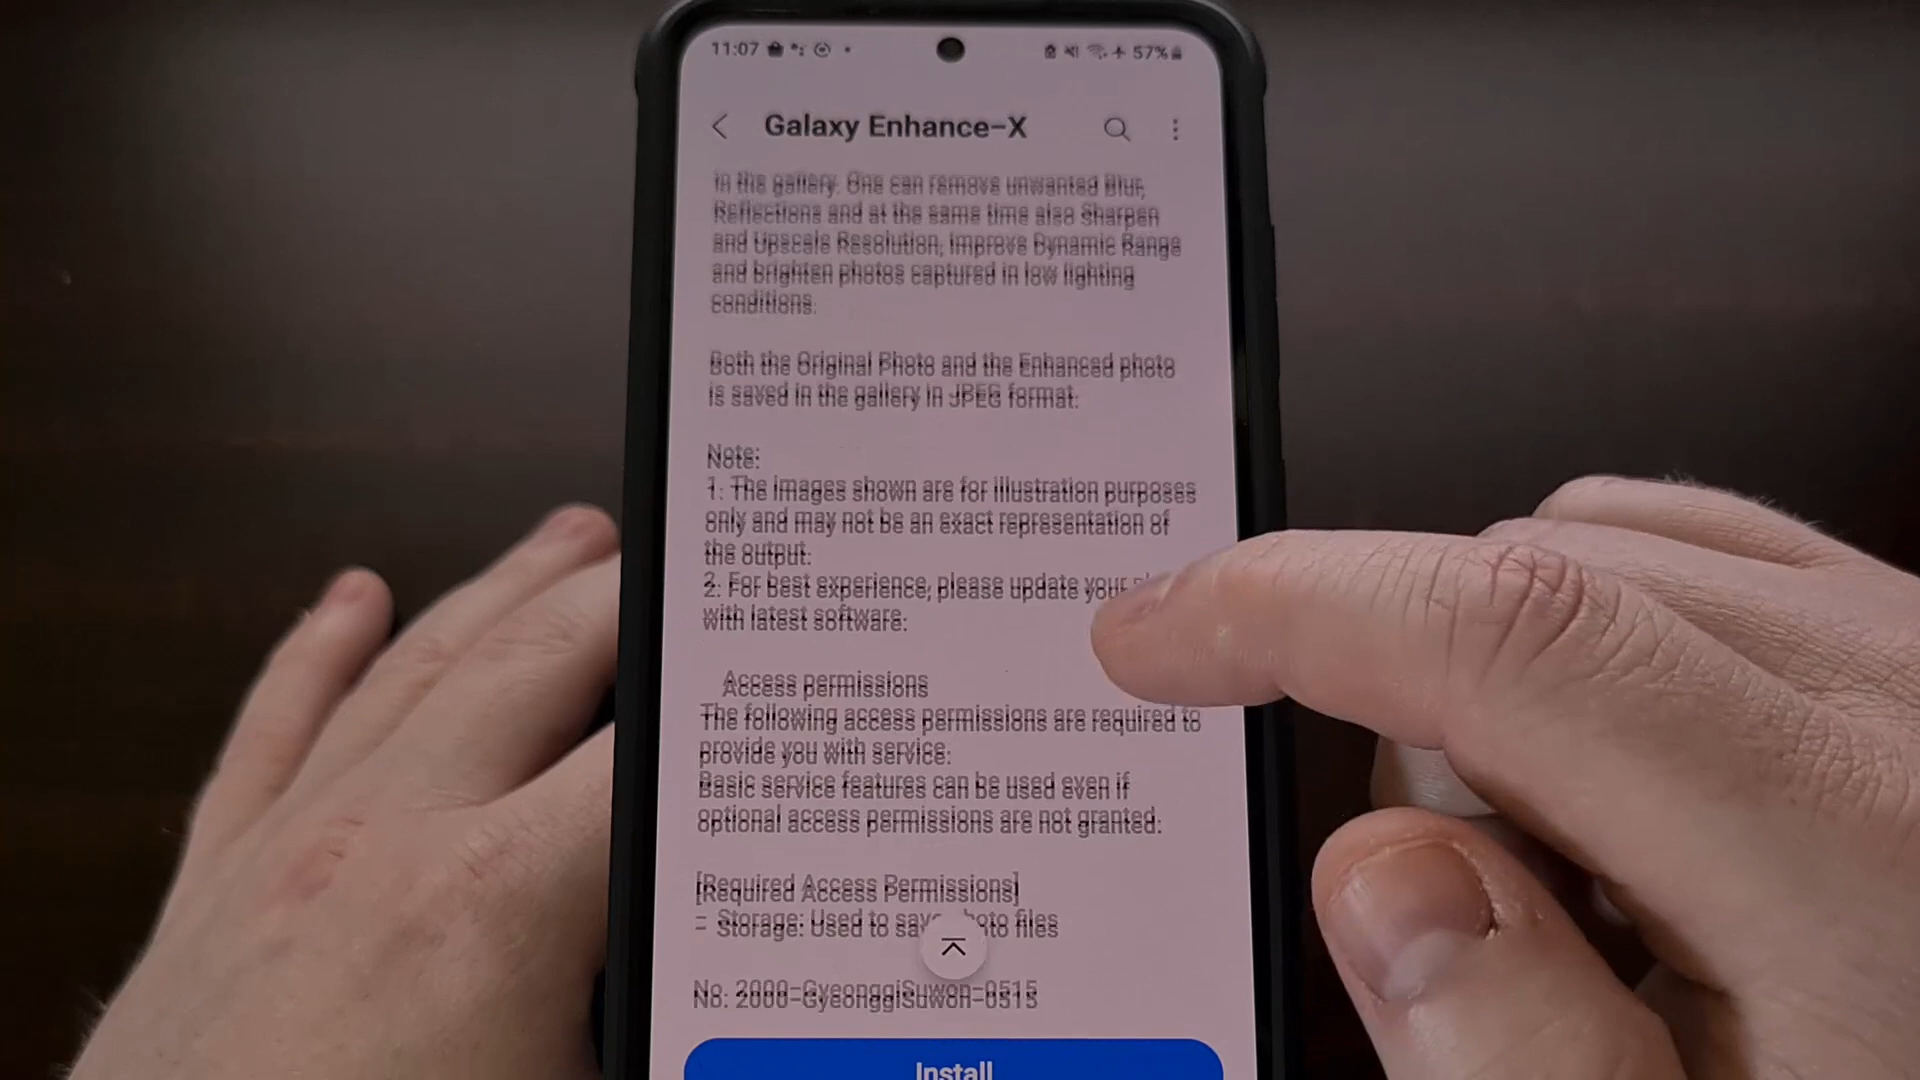 11:07
57%
Galaxy Enhance-X
in the gallery. One can remove unwanted Blur,
Reflections and at the same time also Sharpen
and Upscale Resolution, Improve Dynamic Range
and brighten photos captured in low lighting
conditions.
Both the Original Photo and the Enhanced photo
is saved in the gallery in JPEG format.
Note:
1. The images shown are for illustration purposes
only and may not be an exact representation of
the output.
2. For best experience, please update your
with latest software.
Access permissions
The following access permissions are required to
provide you with service.
Basic service features can be used even if
optional access permissions are not granted.
[Required Access Permissions]
- Storage: Used to save photo files
No. 2000-GyeonggiSuwon-0515
Install